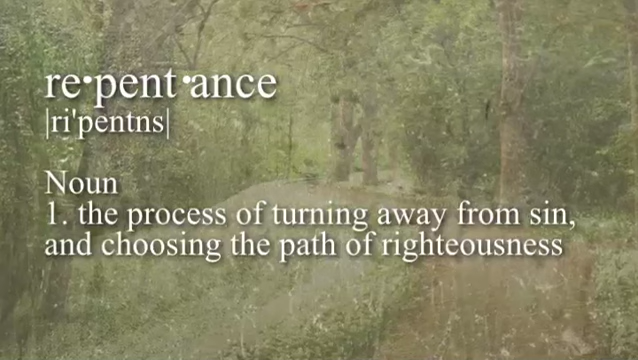 re•pent•ance
|ri'pentns|
Noun
1. the process of turning away from sin,
and choosing the path of righteousness